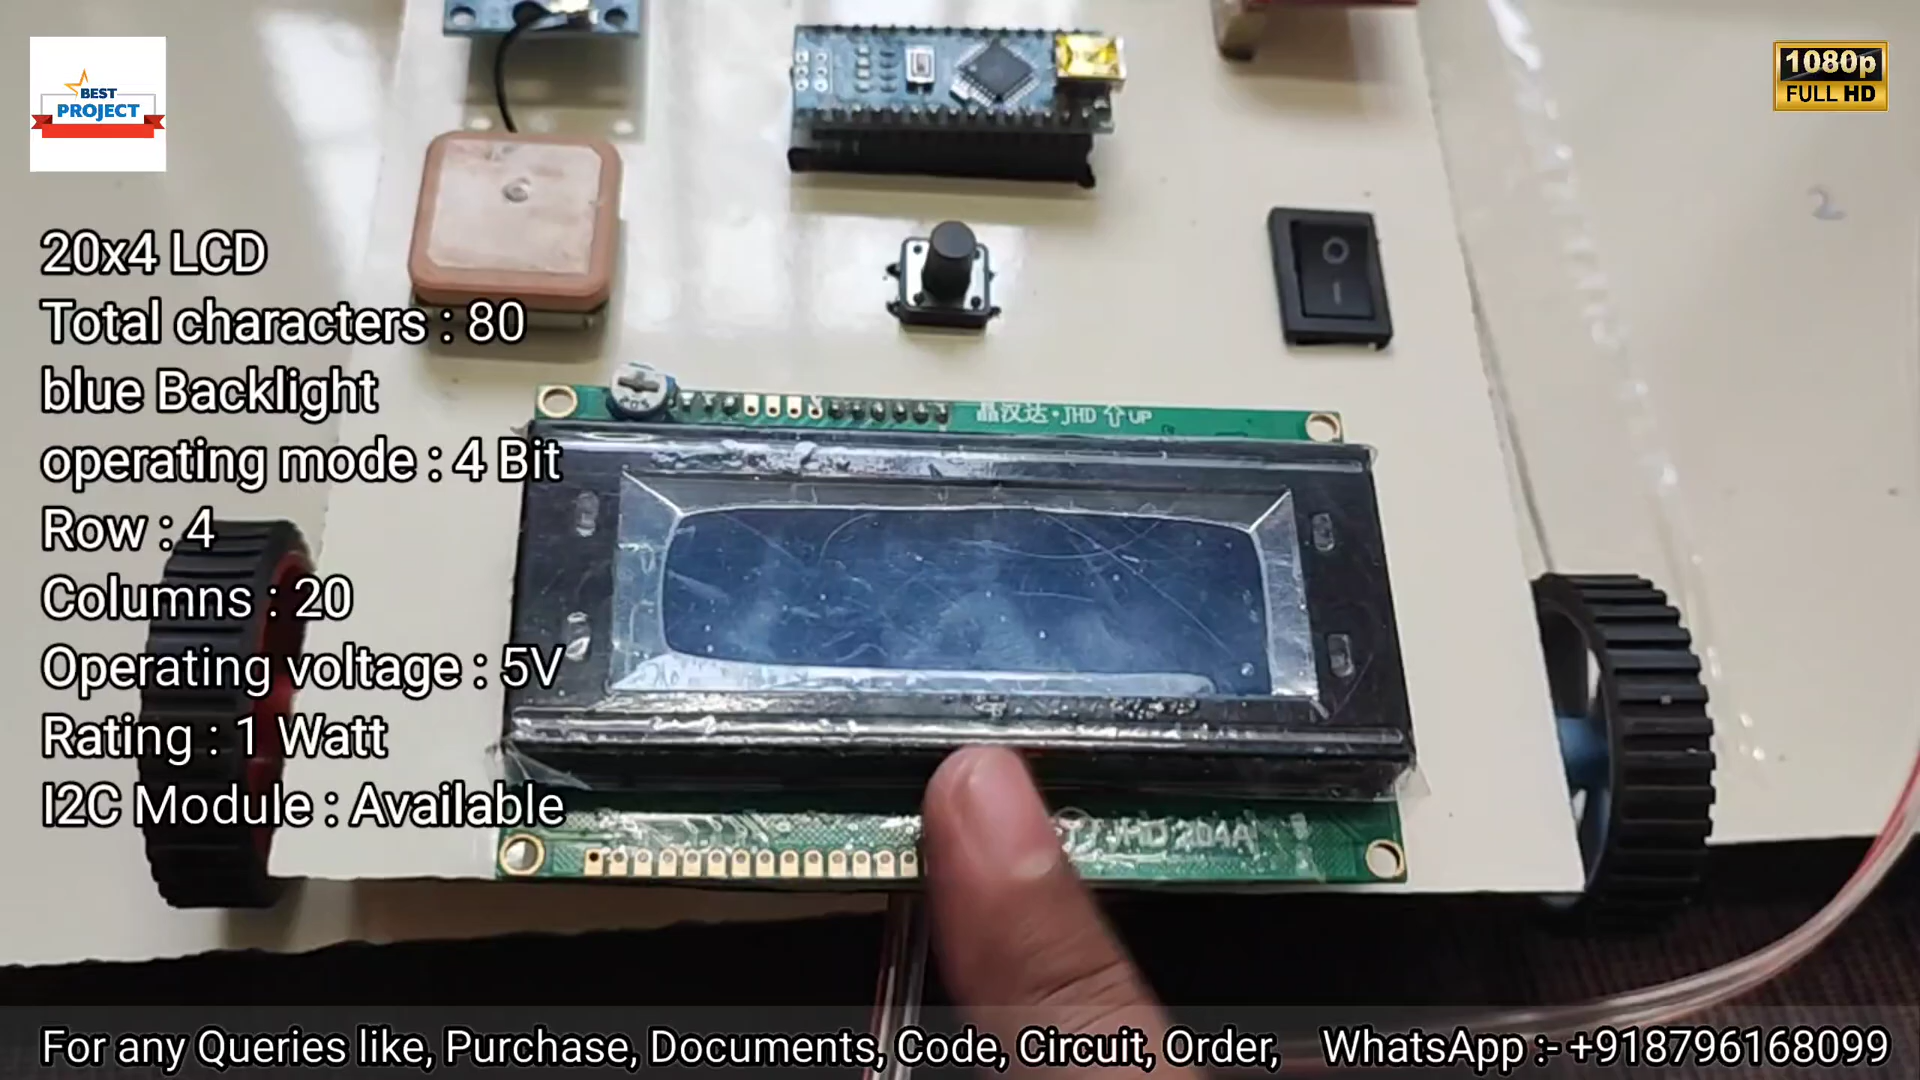 BEST
PROJECT
1080p
FULL HD
20x4 LCD
Total characters : 80
blue Backlight
operating mode : 4 Bit
Row : 4
Columns : 20
Operating voltage : 5V
Rating : 1 Watt
I2C Module : Available
晶汉达·JHD UP
JHD 204A
2
For any Queries like, Purchase, Documents, Code, Circuit, Order, WhatsApp :- +918796168099